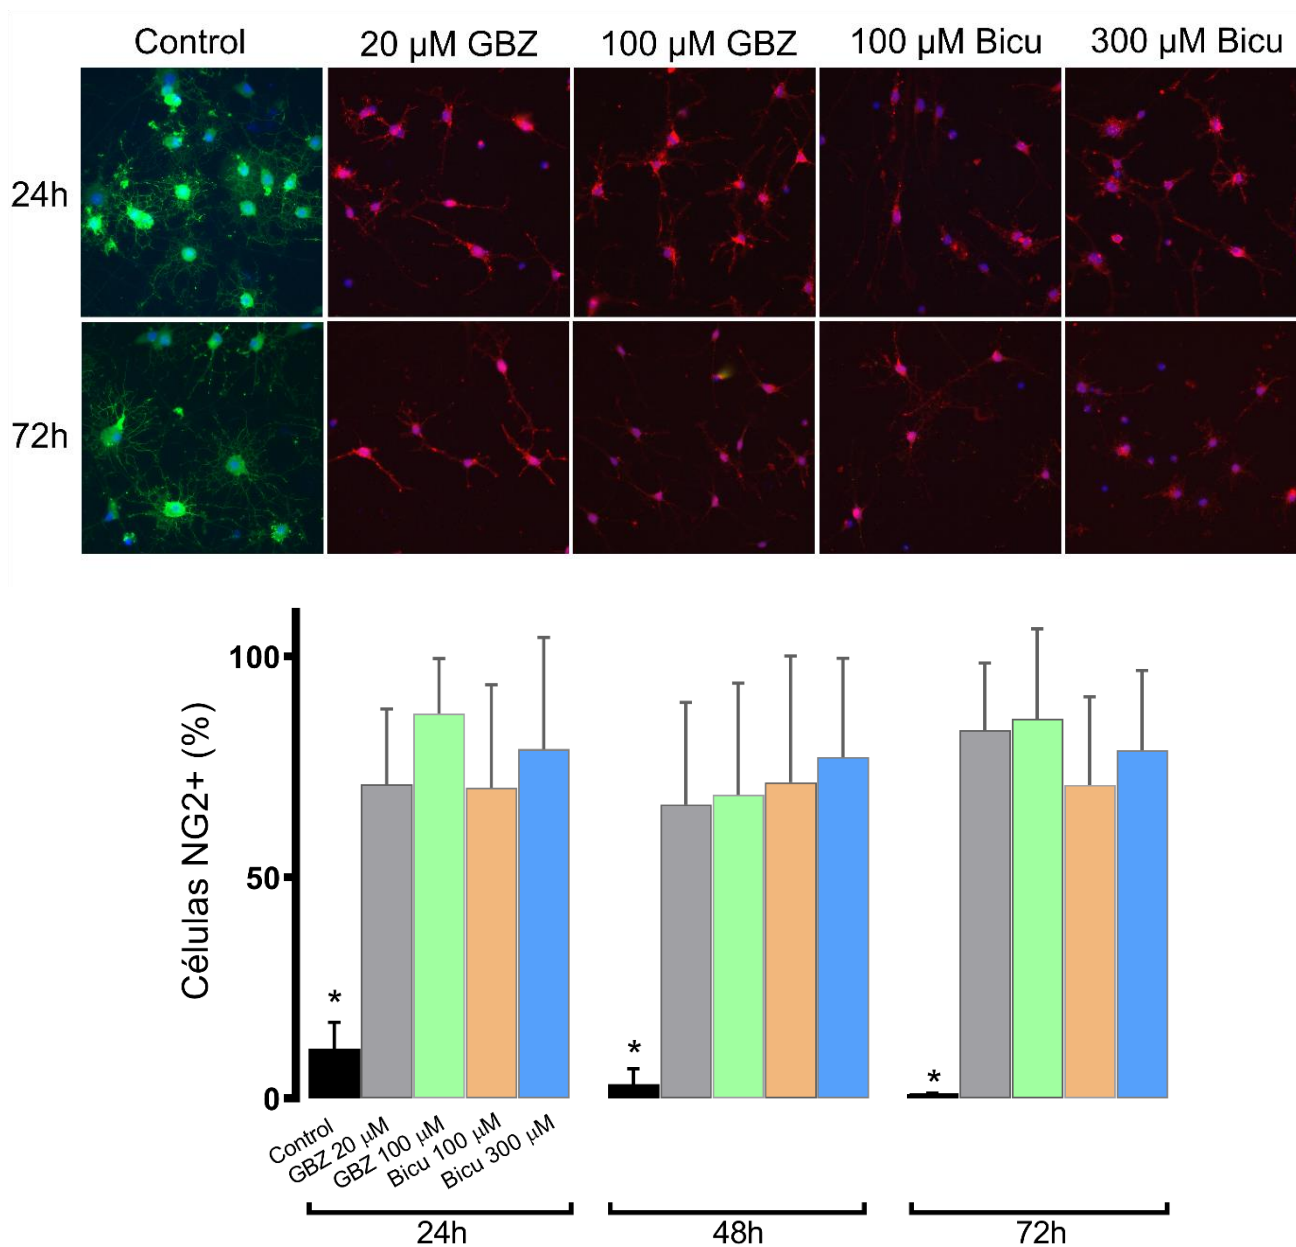 Control 20 µM GBZ 100 µM GBZ 100 µM Bicu 300 µM Bicu
24h
72h
Células NG2+ (%)
100
50
0
*
*
*
Control
GBZ 20 µM
GBZ 100 µM
Bicu 100 µM
Bicu 300 µM
24h 48h 72h